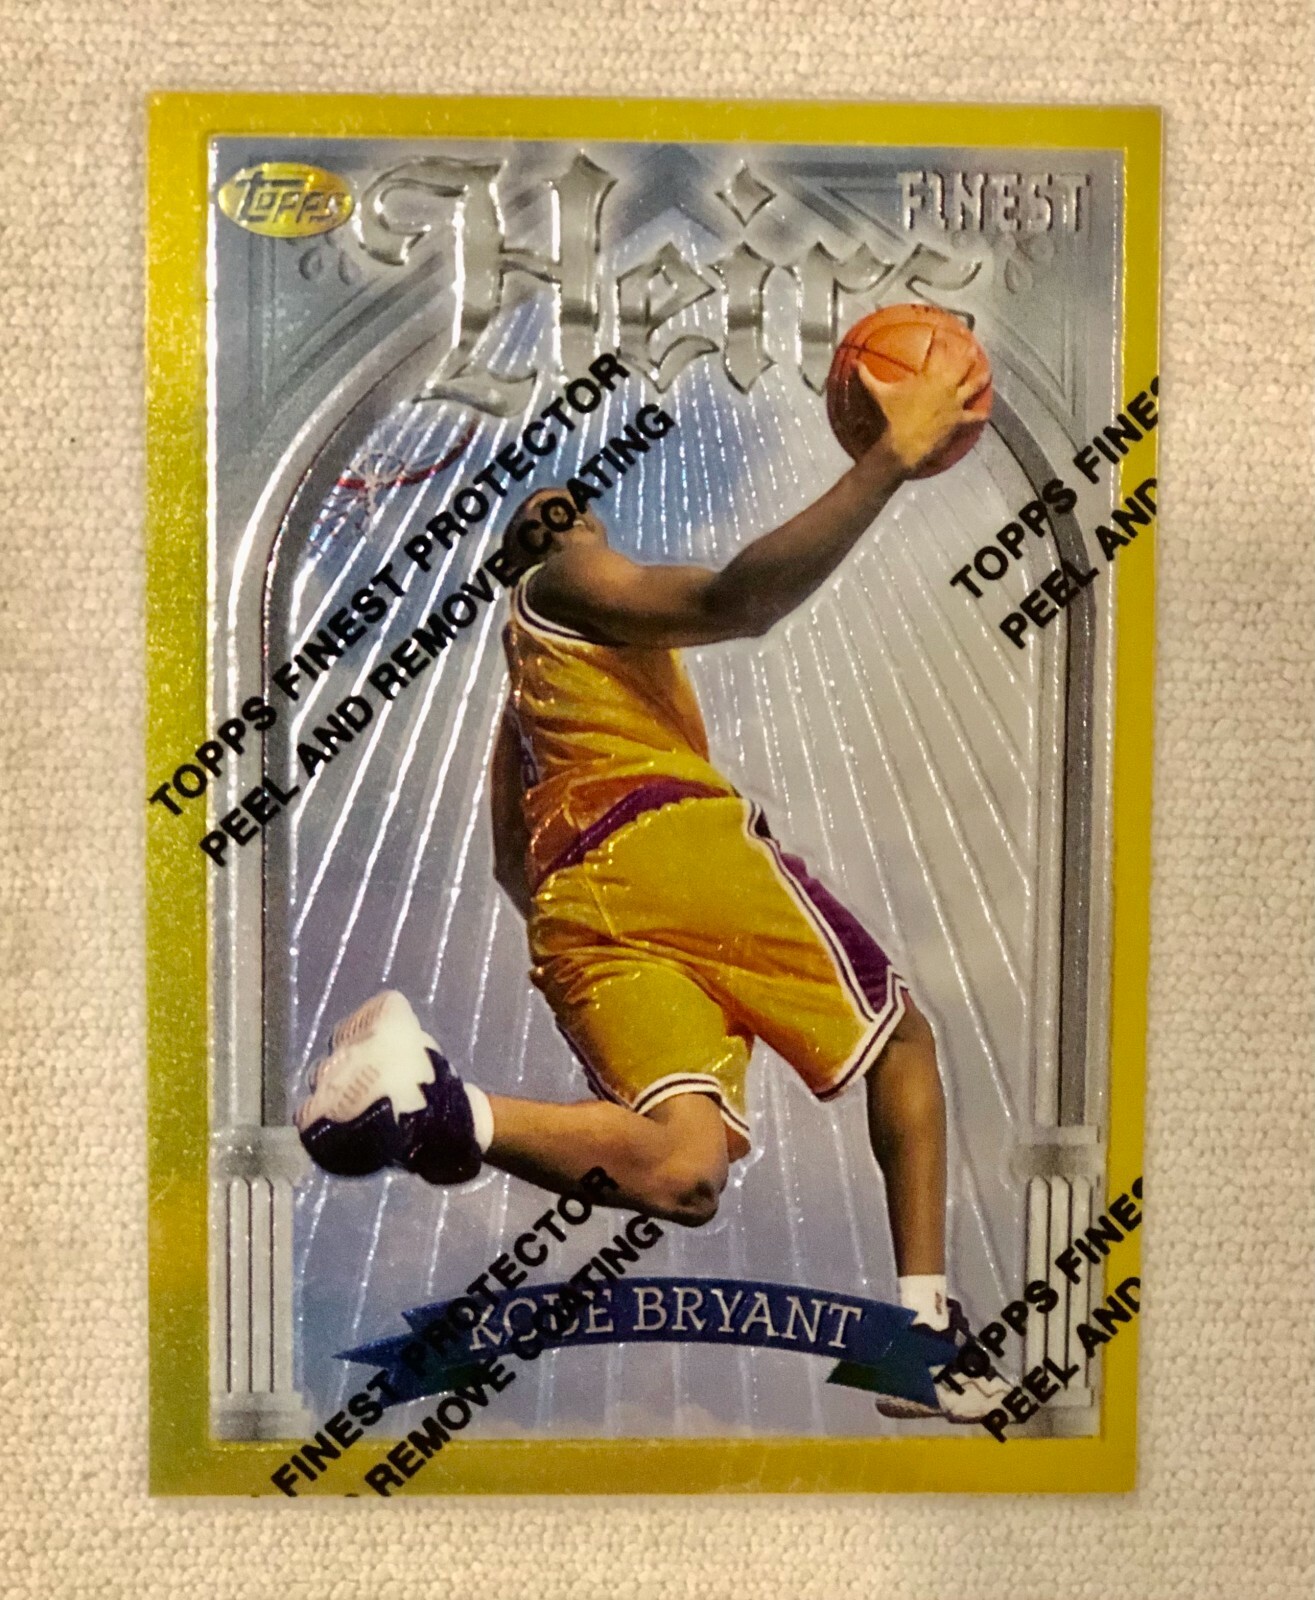 Topps
FINEST
Heirs
TOPPS FINEST PROTECTOR
PEEL AND REMOVE COATING
TOPPS FINES
PEEL AND
KOBE BRYANT
FINEST PROTECTOR
REMOVE COATING
TOPPS FINES
PEEL AND